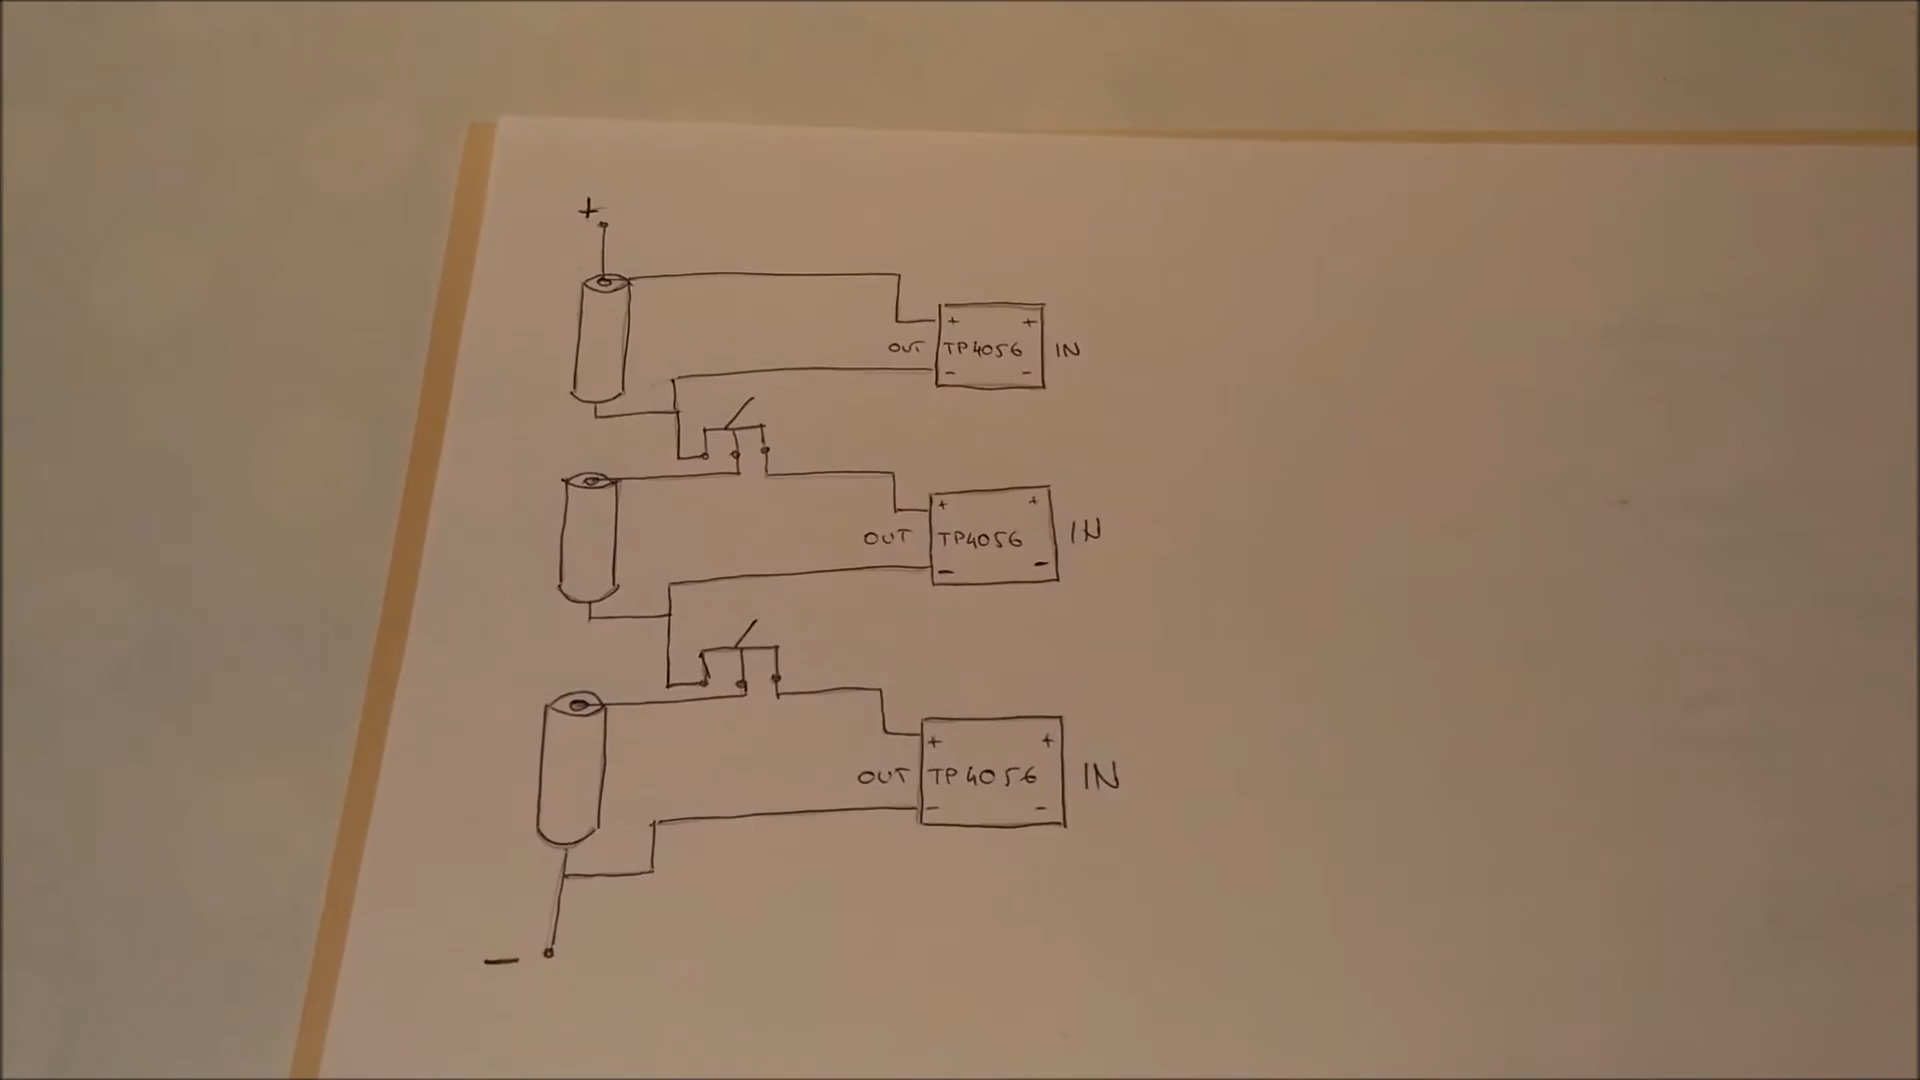 +
+ +
OUT TP4056 IN
- -
+ +
OUT TP4056 IN
- -
+ +
OUT TP4056 IN
- -
-